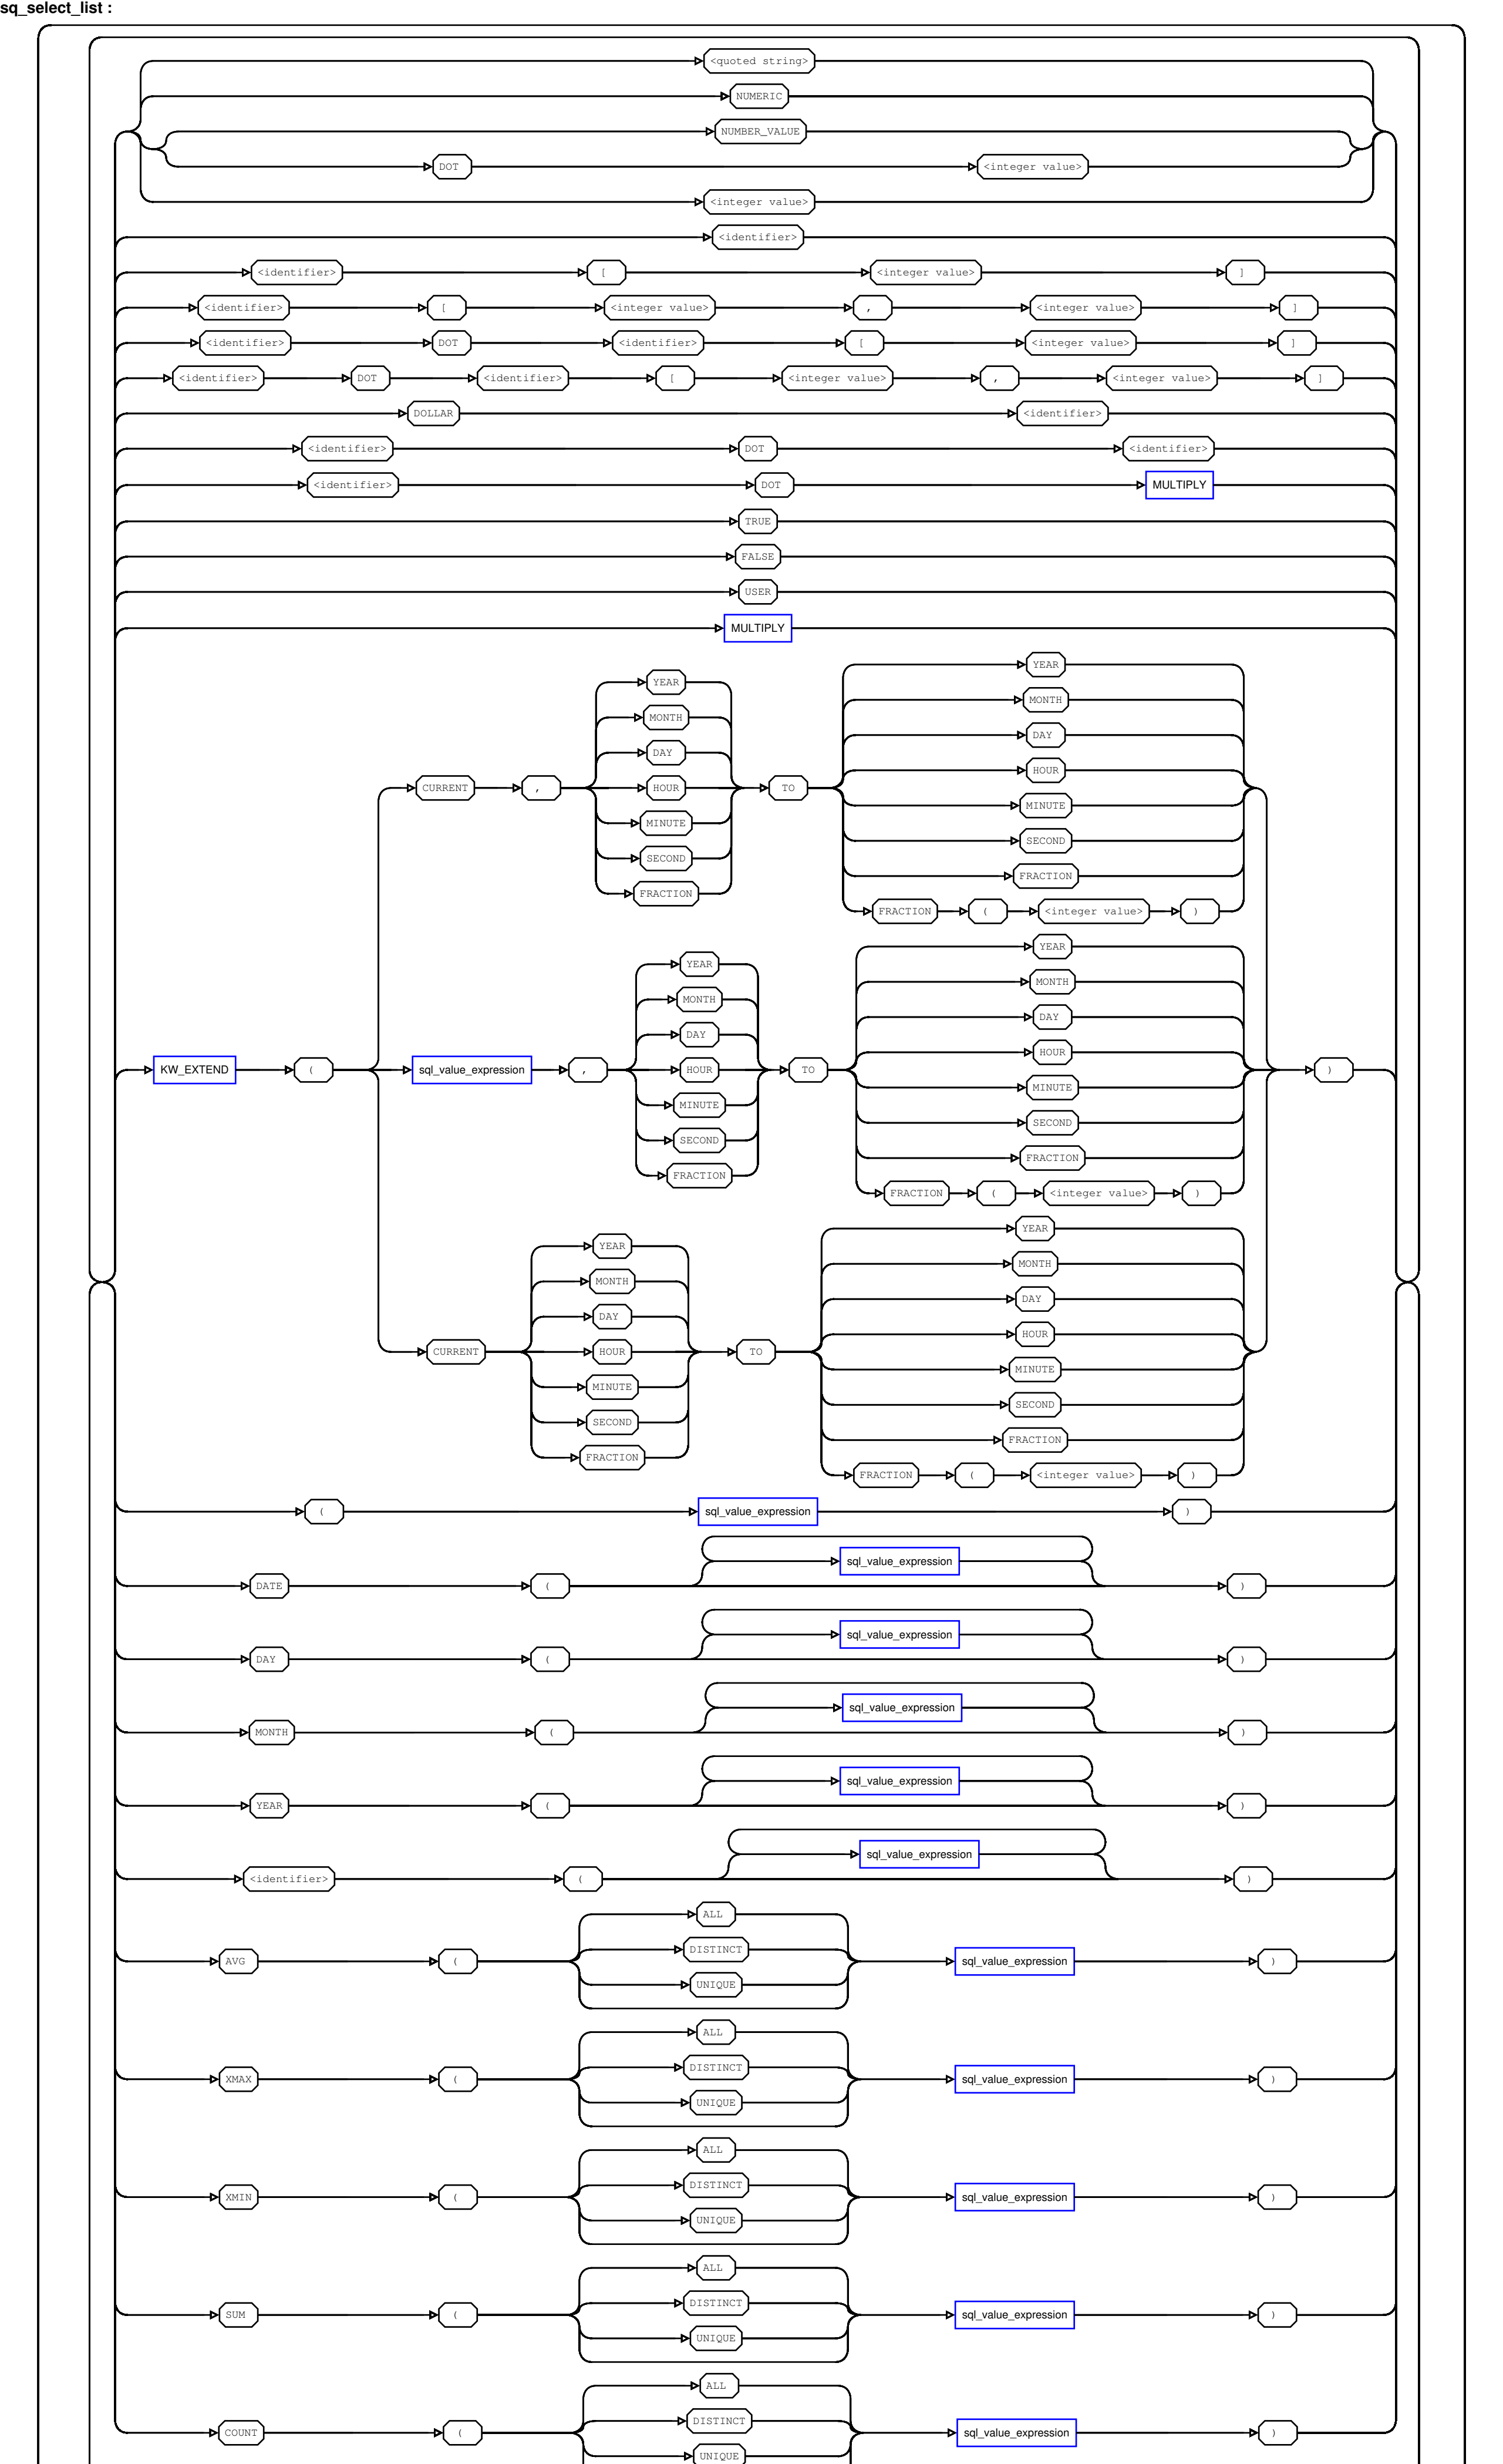 sq_select_list :
<quoted string>
NUMERIC
NUMBER_VALUE
DOT <integer value>
<integer value>
<identifier>
<identifier> [ <integer value> ]
<identifier> [ <integer value> , <integer value> ]
<identifier> DOT <identifier> [ <integer value> ]
<identifier> DOT <identifier> [ <integer value> , <integer value> ]
DOLLAR <identifier>
<identifier> DOT <identifier>
<identifier> DOT MULTIPLY
TRUE
FALSE
USER
MULTIPLY
YEAR
YEAR
MONTH
MONTH
DAY
DAY
HOUR
CURRENT , HOUR TO
MINUTE
MINUTE
SECOND
SECOND
FRACTION
FRACTION
FRACTION ( <integer value> )
YEAR
YEAR
MONTH
MONTH
DAY
DAY
HOUR
KW_EXTEND ( sql_value_expression , HOUR TO )
MINUTE
MINUTE
SECOND
SECOND
FRACTION
FRACTION
FRACTION ( <integer value> )
YEAR
YEAR
MONTH
MONTH
DAY
DAY
HOUR
CURRENT HOUR TO
MINUTE
MINUTE
SECOND
SECOND
FRACTION
FRACTION
FRACTION ( <integer value> )
( sql_value_expression )
sql_value_expression
DATE ( )
sql_value_expression
DAY ( )
sql_value_expression
MONTH ( )
sql_value_expression
YEAR ( )
sql_value_expression
<identifier> ( )
ALL
DISTINCT
AVG ( sql_value_expression )
UNIQUE
ALL
DISTINCT
XMAX ( sql_value_expression )
UNIQUE
ALL
DISTINCT
XMIN ( sql_value_expression )
UNIQUE
ALL
DISTINCT
SUM ( sql_value_expression )
UNIQUE
ALL
DISTINCT
COUNT ( sql_value_expression )
UNIQUE